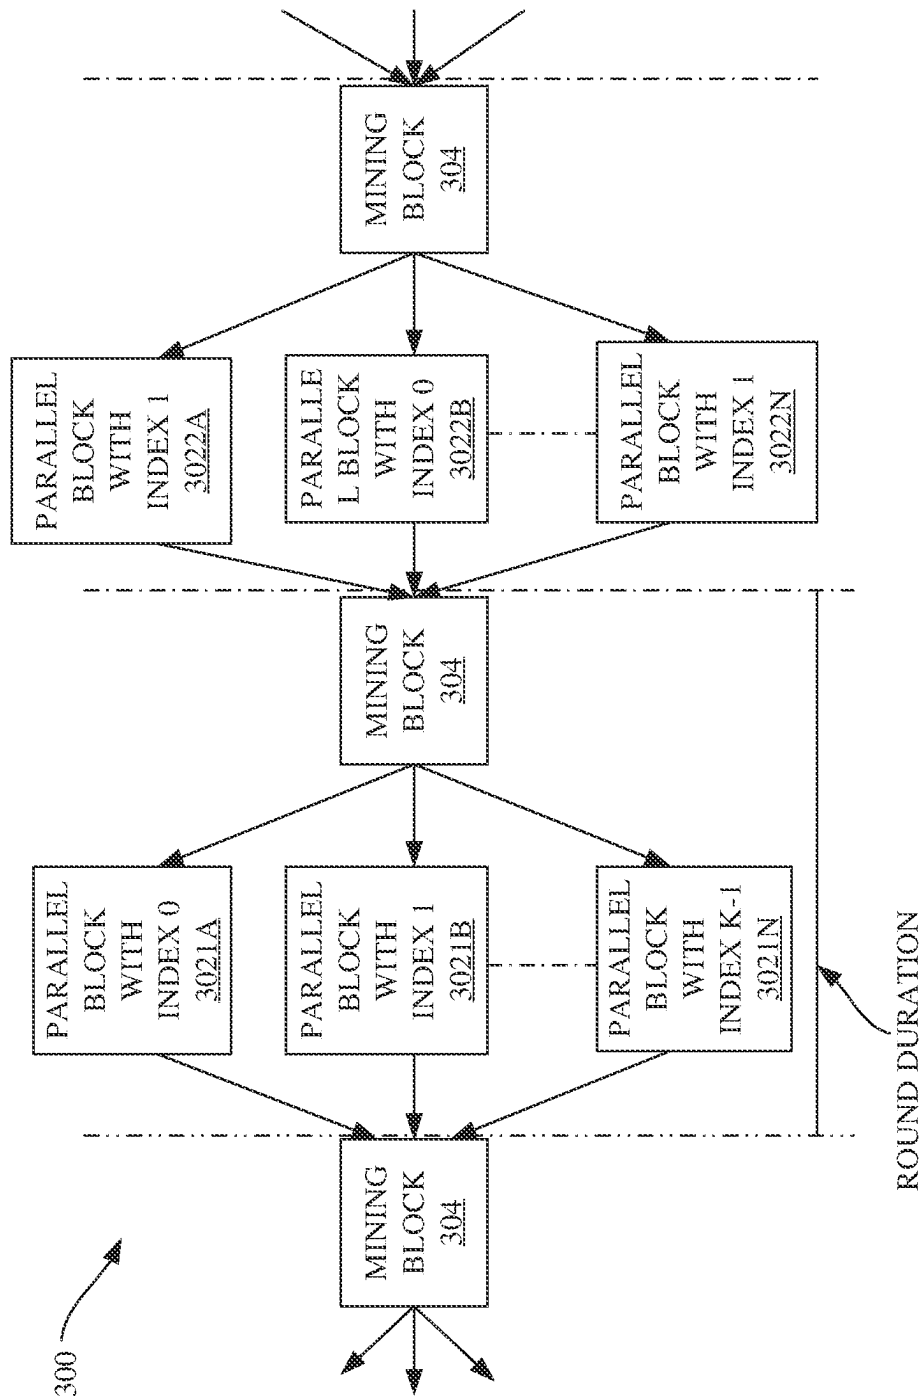 300
MINING
BLOCK
304
PARALLEL
BLOCK
WITH
INDEX 0
3021A
PARALLEL
BLOCK
WITH
INDEX 1
3021B
PARALLEL
BLOCK
WITH
INDEX K-1
3021N
MINING
BLOCK
304
PARALLEL
BLOCK
WITH
INDEX 1
3022A
PARALLE
L BLOCK
WITH
INDEX 0
3022B
PARALLEL
BLOCK
WITH
INDEX 1
3022N
MINING
BLOCK
304
ROUND DURATION